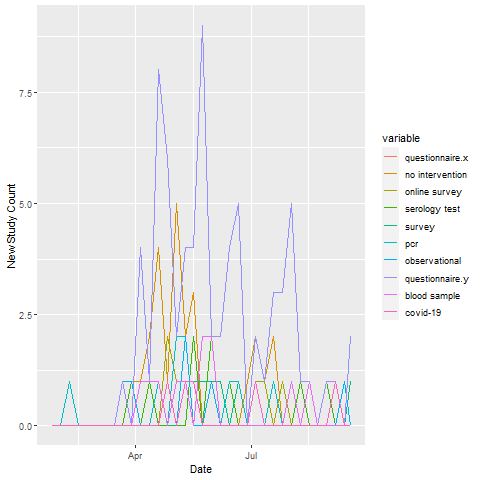 7.5
5.0
2.5
0.0
NewStudy Count
Apr
Jul
Date
variable
questionnaire.x
no intervention
online survey
serology test
survey
pcr
observational
questionnaire.y
blood sample
covid-19